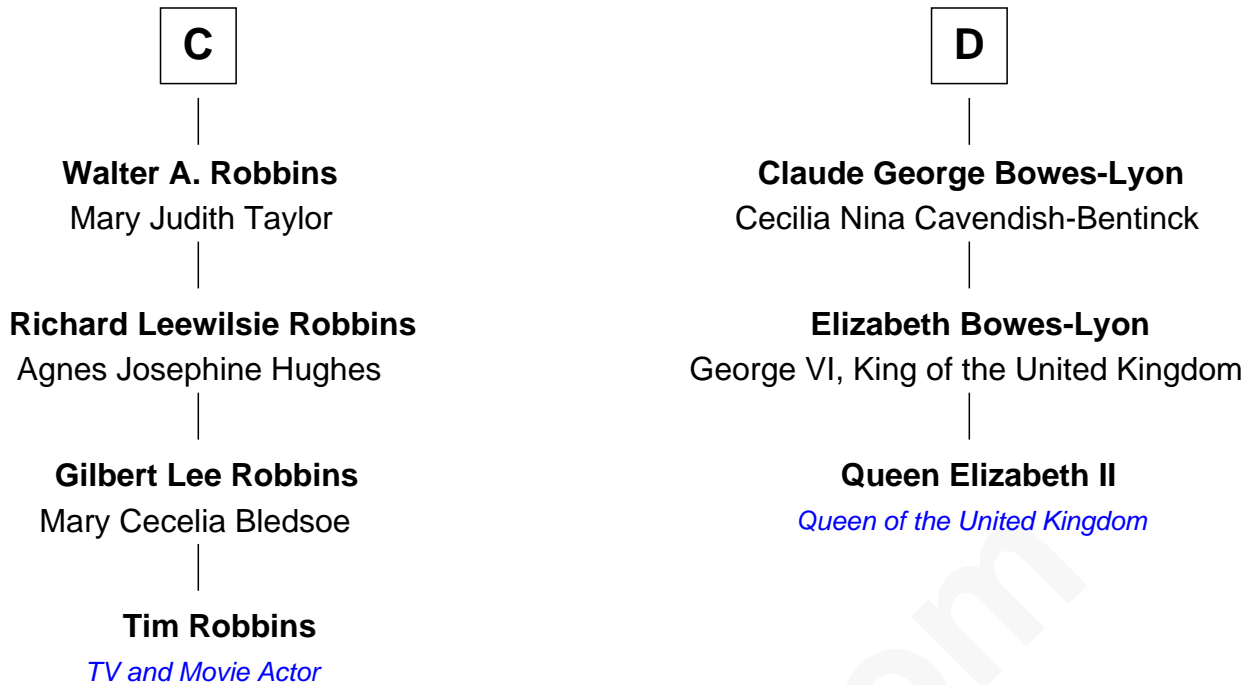 C
Walter A. Robbins
Mary Judith Taylor
Richard Leewilsie Robbins
Agnes Josephine Hughes
Gilbert Lee Robbins
Mary Cecelia Bledsoe
Tim Robbins
TV and Movie Actor
D
Claude George Bowes-Lyon
Cecilia Nina Cavendish-Bentinck
Elizabeth Bowes-Lyon
George VI, King of the United Kingdom
Queen Elizabeth II
Queen of the United Kingdom
om